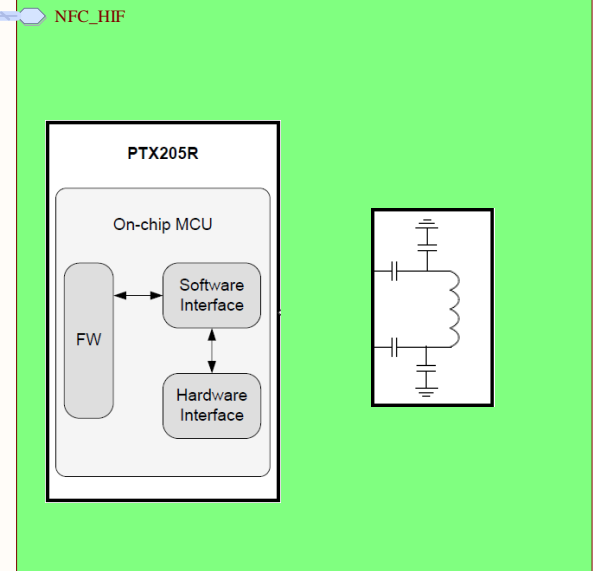 NFC_HIF
PTX205R
On-chip MCU
FW
Software
Interface
Hardware
Interface